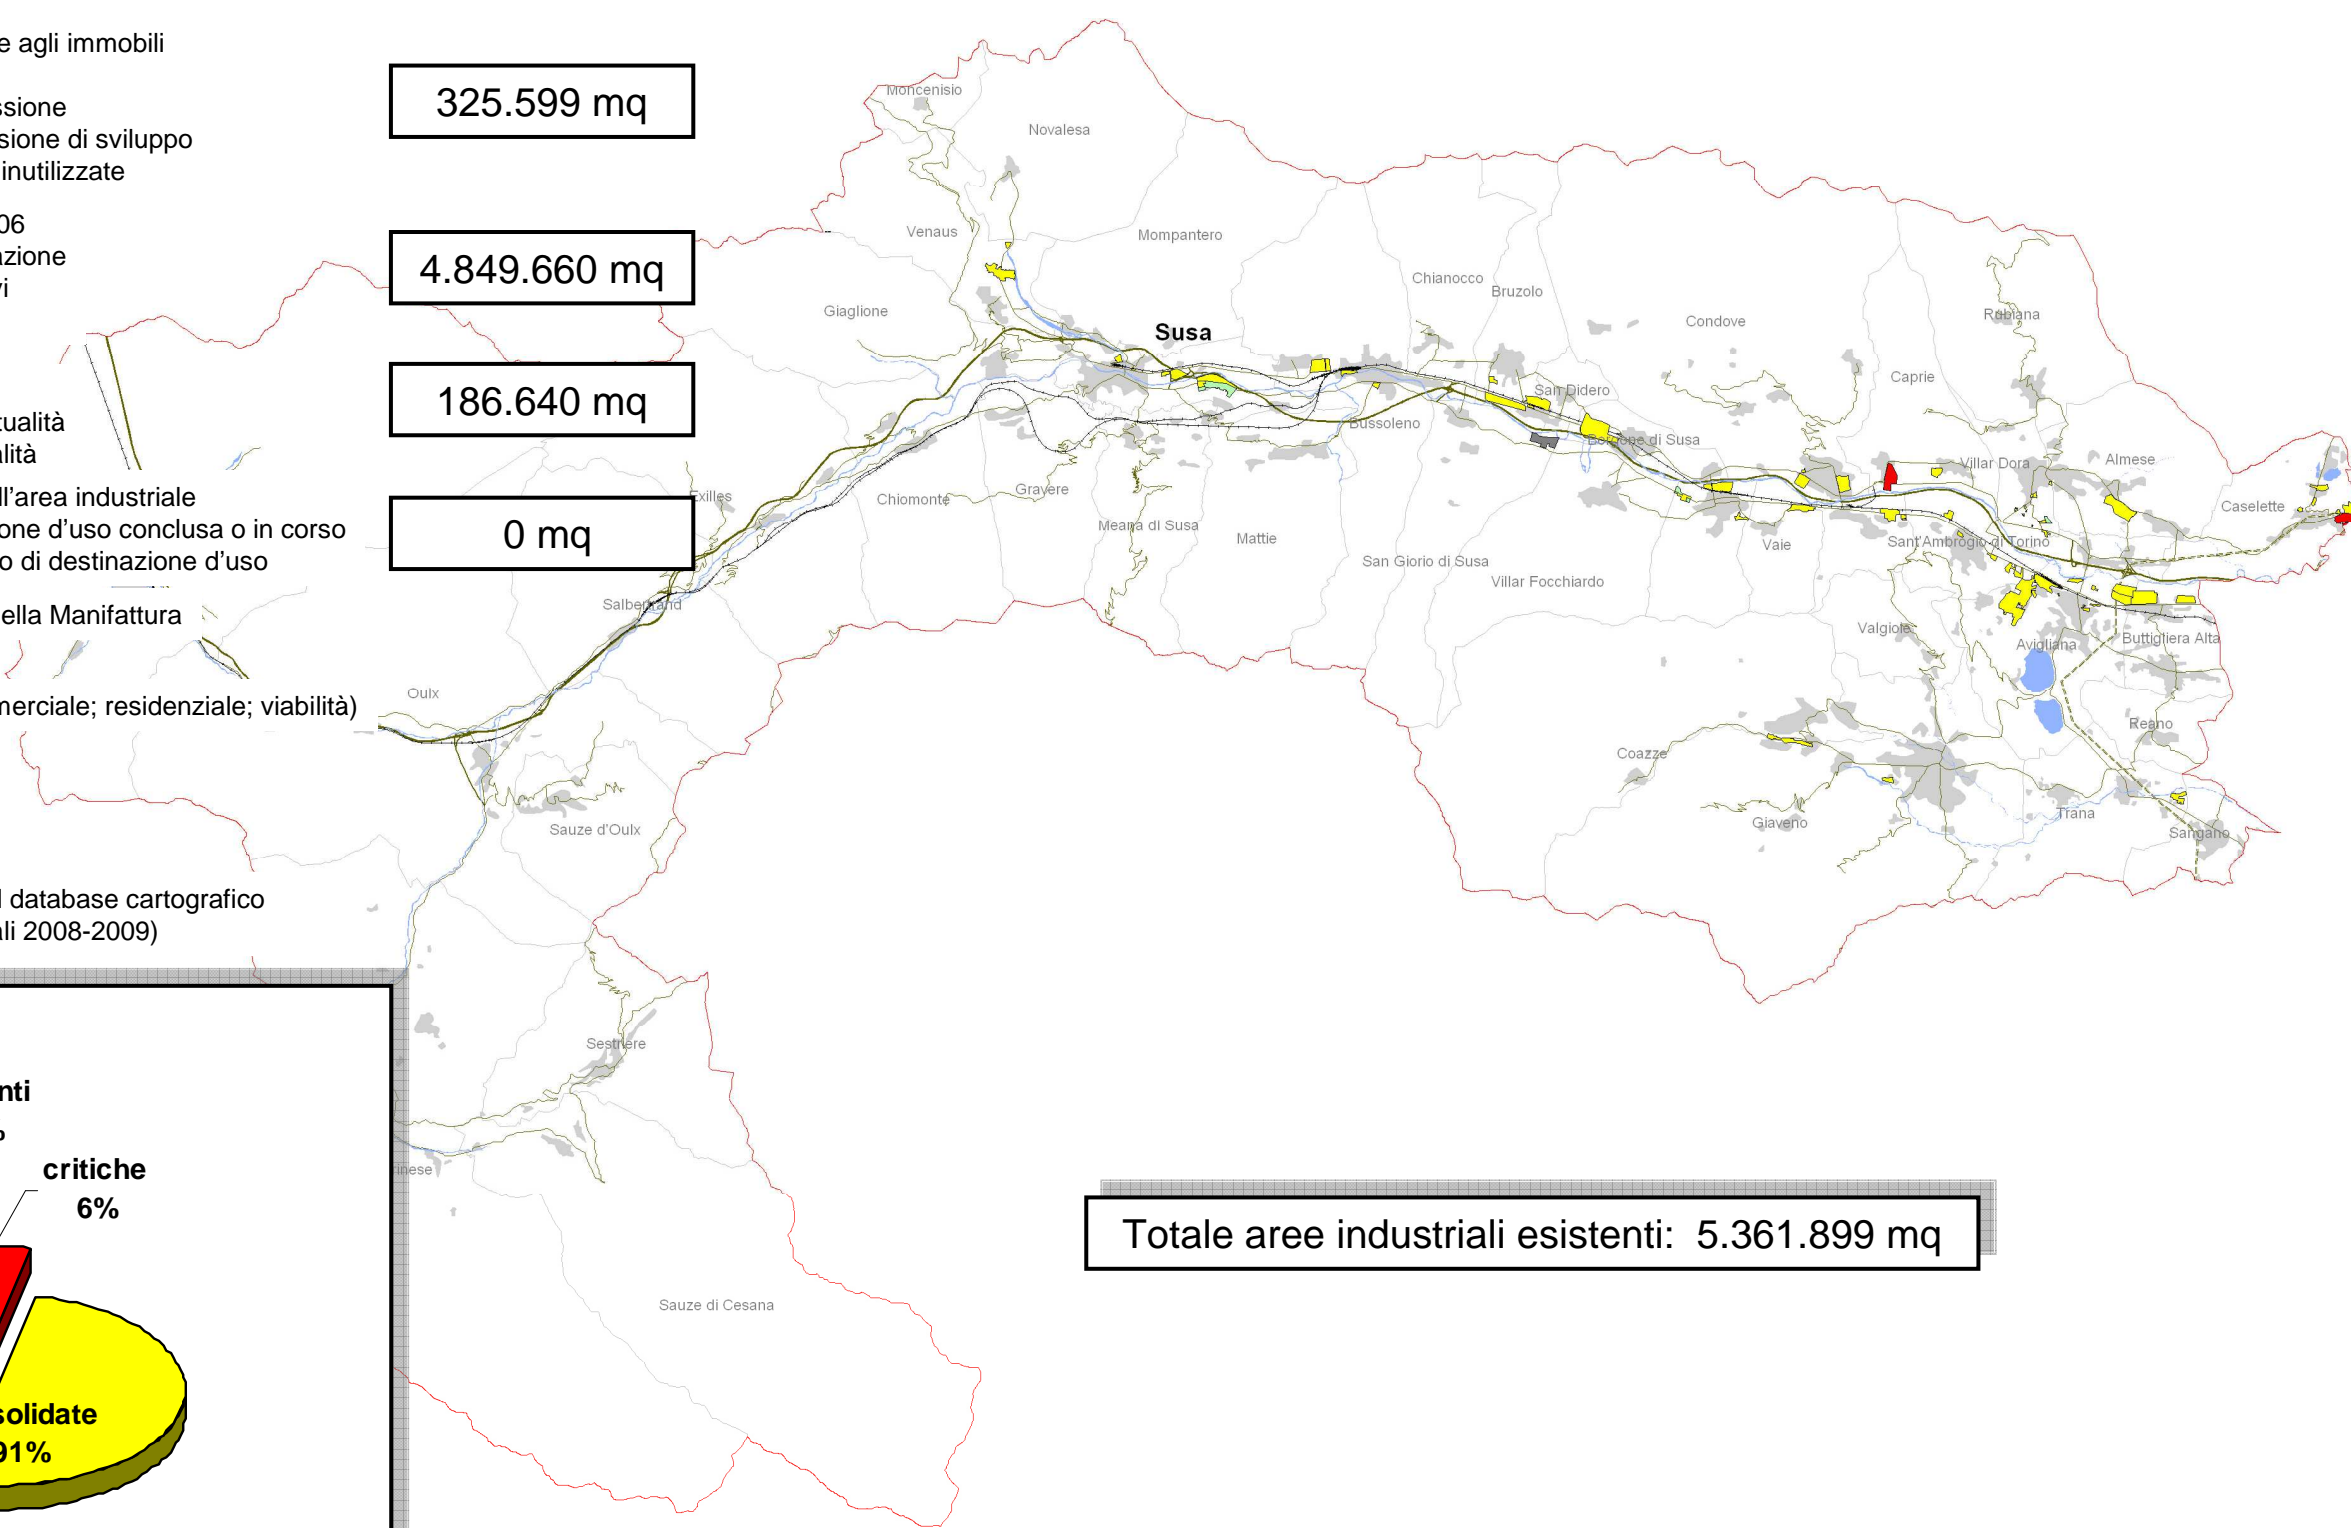 e agli immobili
ssione
sione di sviluppo
inutilizzate
06
azione
vi
tualità
alità
ll'area industriale
one d'uso conclusa o in corso
o di destinazione d'uso
ella Manifattura
merciale; residenziale; viabilità)
l database cartografico
ali 2008-2009)
325.599 mq
4.849.660 mq
186.640 mq
0 mq
Moncenisio
Novalesa
Venaus
Mompantero
Giaglione
Susa
Chianocco
Bruzolo
Condove
Rubiana
Caprie
San Didero
Bussoleno
Borgone di Susa
Villar Dora
Almese
Caselette
Exilles
Chiomonte
Gravere
Meana di Susa
Mattie
San Giorio di Susa
Villar Focchiardo
Vaie
Sant'Ambrogio di Torino
Salbertrand
Valgioie
Avigliana
Buttigliera Alta
Oulx
Reano
Coazze
Giaveno
Trana
Sangano
Sauze d'Oulx
Sestriere
rinese
Sauze di Cesana
nti
critiche
6%
solidate
91%
Totale aree industriali esistenti: 5.361.899 mq